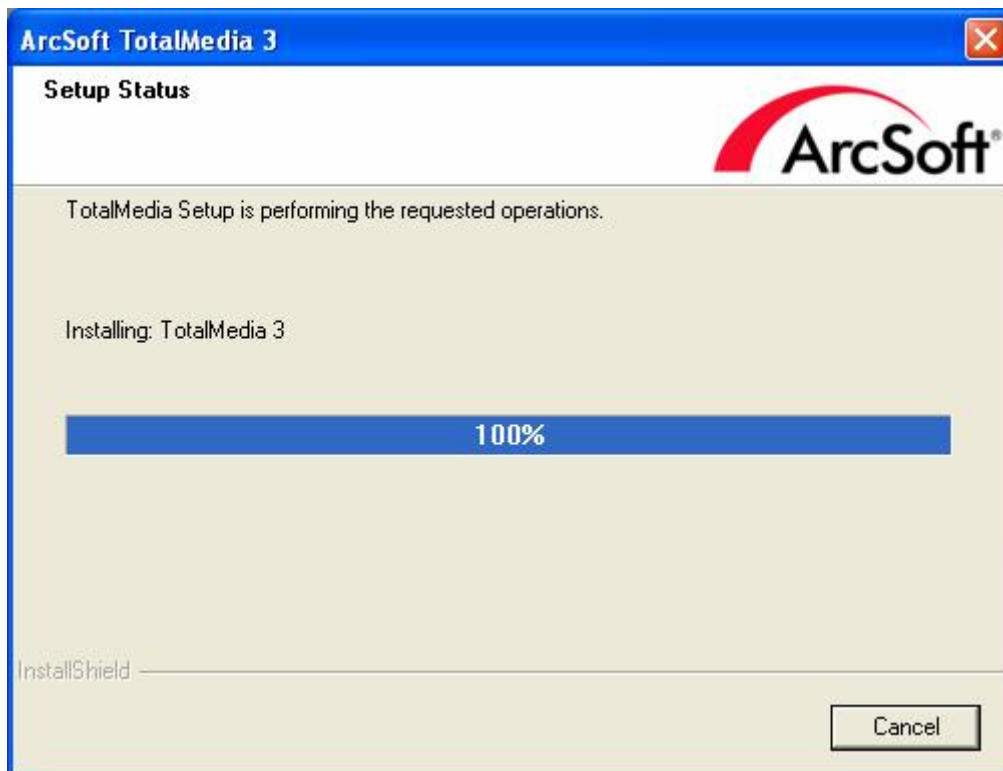 ArcSoft TotalMedia 3
Setup Status
ArcSoft®
TotalMedia Setup is performing the requested operations.
Installing: TotalMedia 3
100%
InstallShield
Cancel